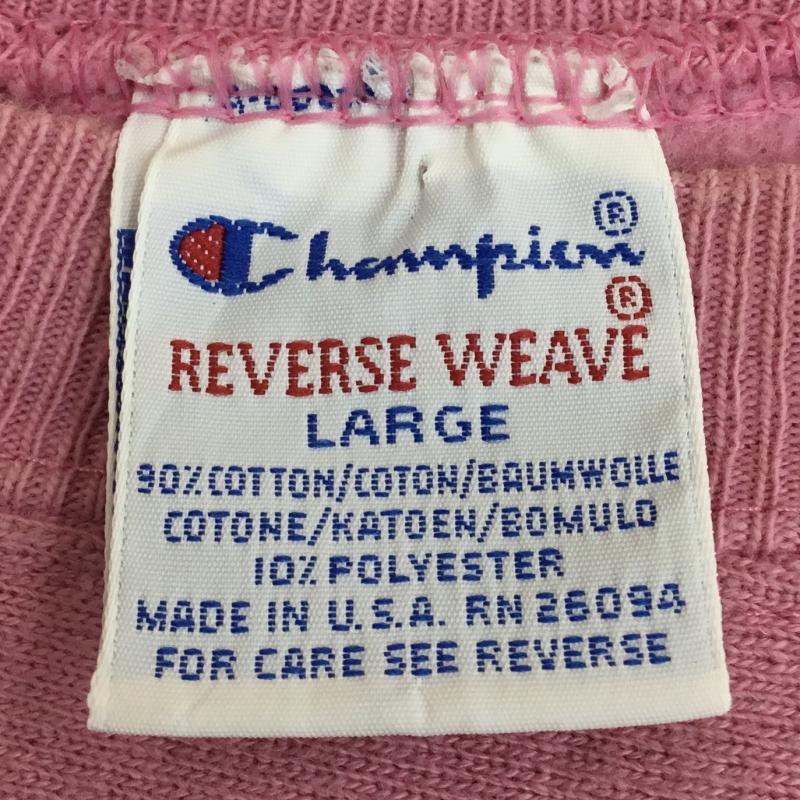 Champion®
REVERSE WEAVE®
LARGE
90% COTTON/COTON/BAUMWOLLE
COTONE/KATOEN/BOMULD
10% POLYESTER
MADE IN U.S.A. RN 26094
FOR CARE SEE REVERSE